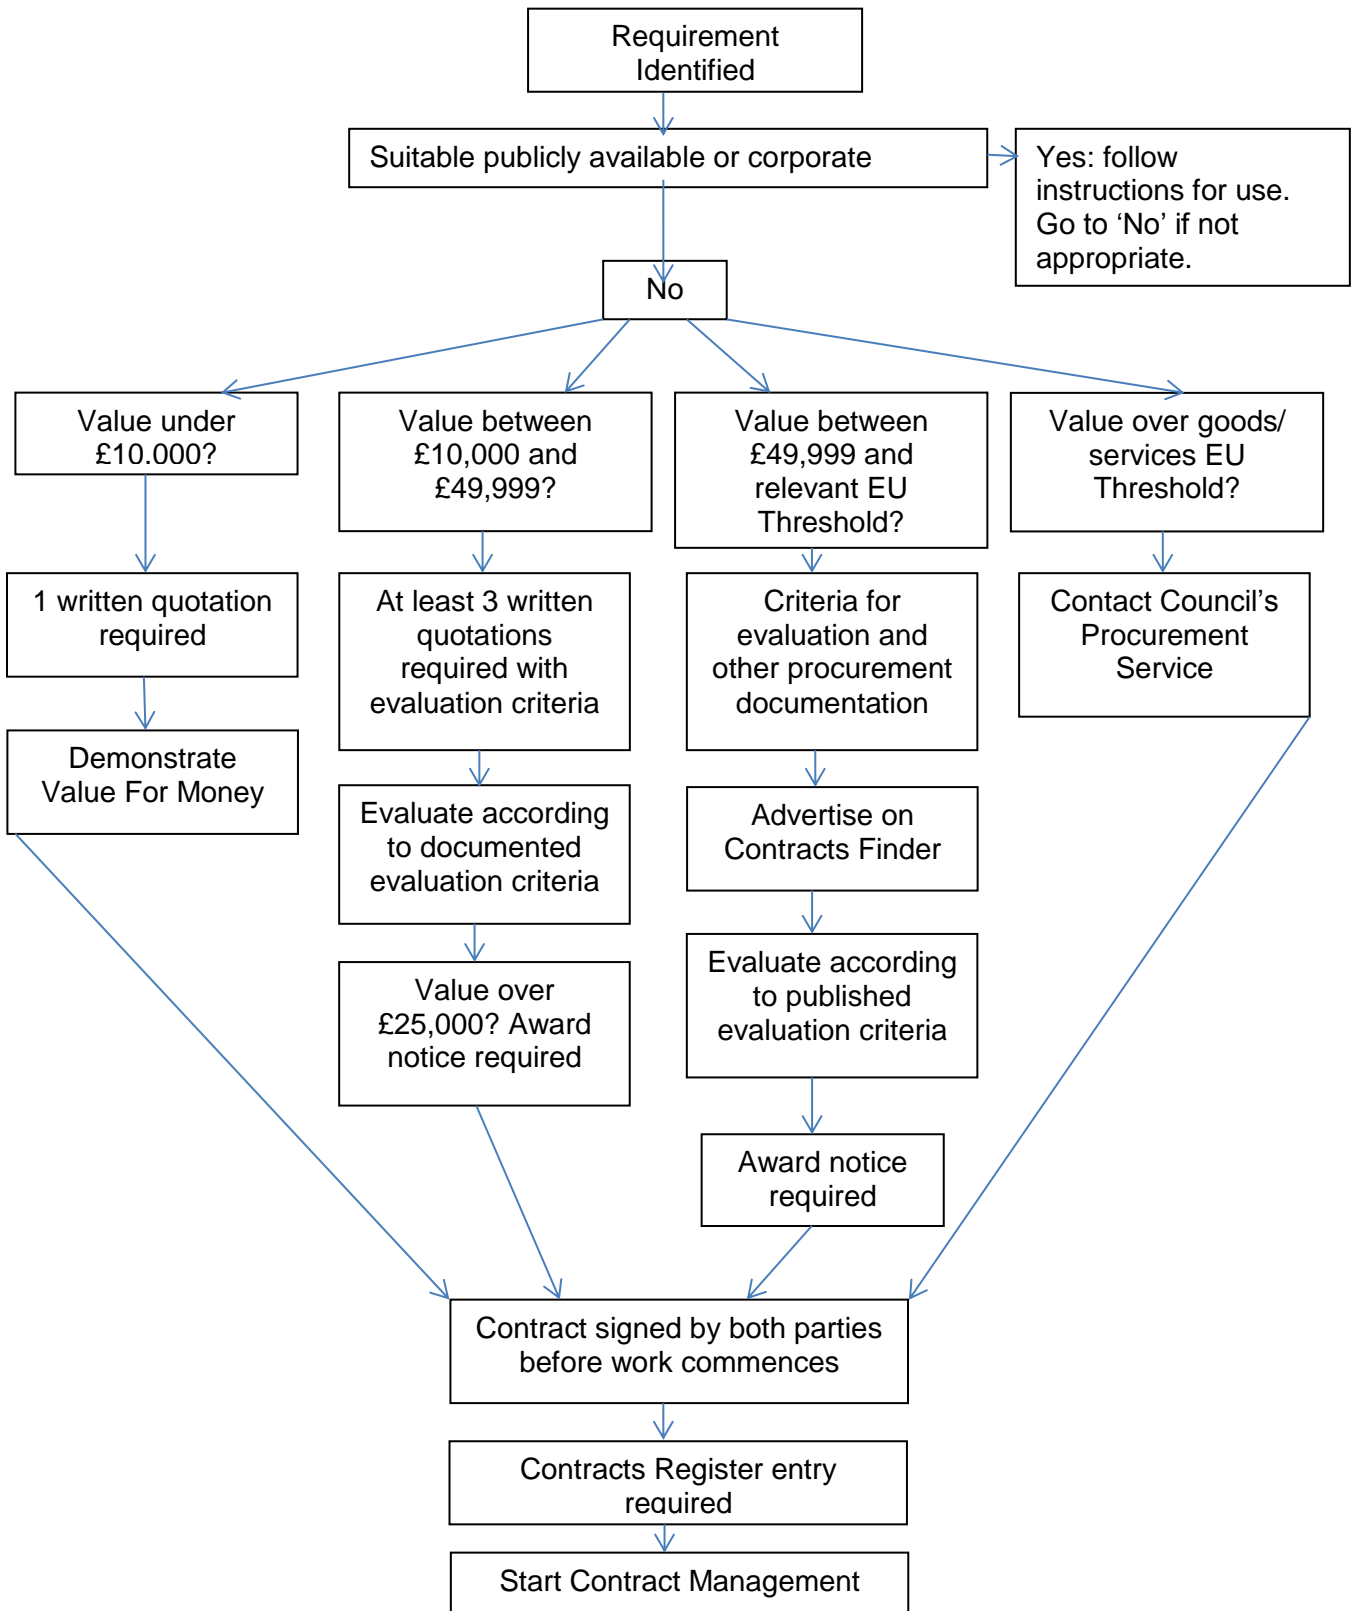 Requirement
Identified
Suitable publicly available or corporate
Yes: follow
instructions for use.
Go to ‘No’ if not
appropriate.
No
Value under
£10.000?
Value between
£10,000 and
£49,999?
Value between
£49,999 and
relevant EU
Threshold?
Value over goods/
services EU
Threshold?
1 written quotation
required
At least 3 written
quotations
required with
evaluation criteria
Criteria for
evaluation and
other procurement
documentation
Contact Council’s
Procurement
Service
Demonstrate
Value For Money
Evaluate according
to documented
evaluation criteria
Advertise on
Contracts Finder
Value over
£25,000? Award
notice required
Evaluate according
to published
evaluation criteria
Award notice
required
Contract signed by both parties
before work commences
Contracts Register entry
required
Start Contract Management